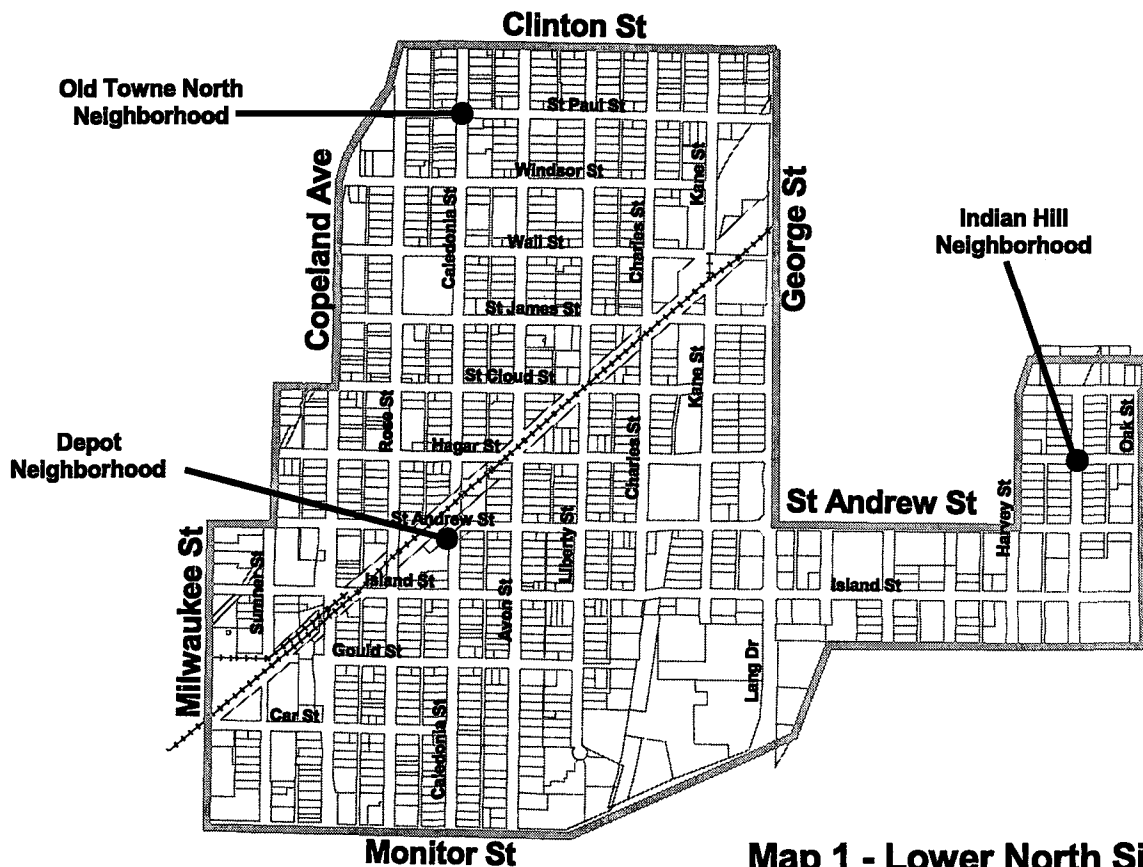 Clinton St
Old Towne North
Neighborhood
St Paul St
Windsor St
Kane St
Copeland Ave
Caledonia St
Charles St
George St
Wall St
Indian Hill
Neighborhood
St James St
St Cloud St
Kane St
Rose St
Hagar St
Charles St
Oak St
Depot
Neighborhood
St Andrew St
St Andrew St
Harvey St
Milwaukee St
Sumner St
Liberty St
Island St
Island St
Avon St
Gould St
Lang Dr
Car St
Caledonia St
Monitor St
Map 1 - Lower North Si